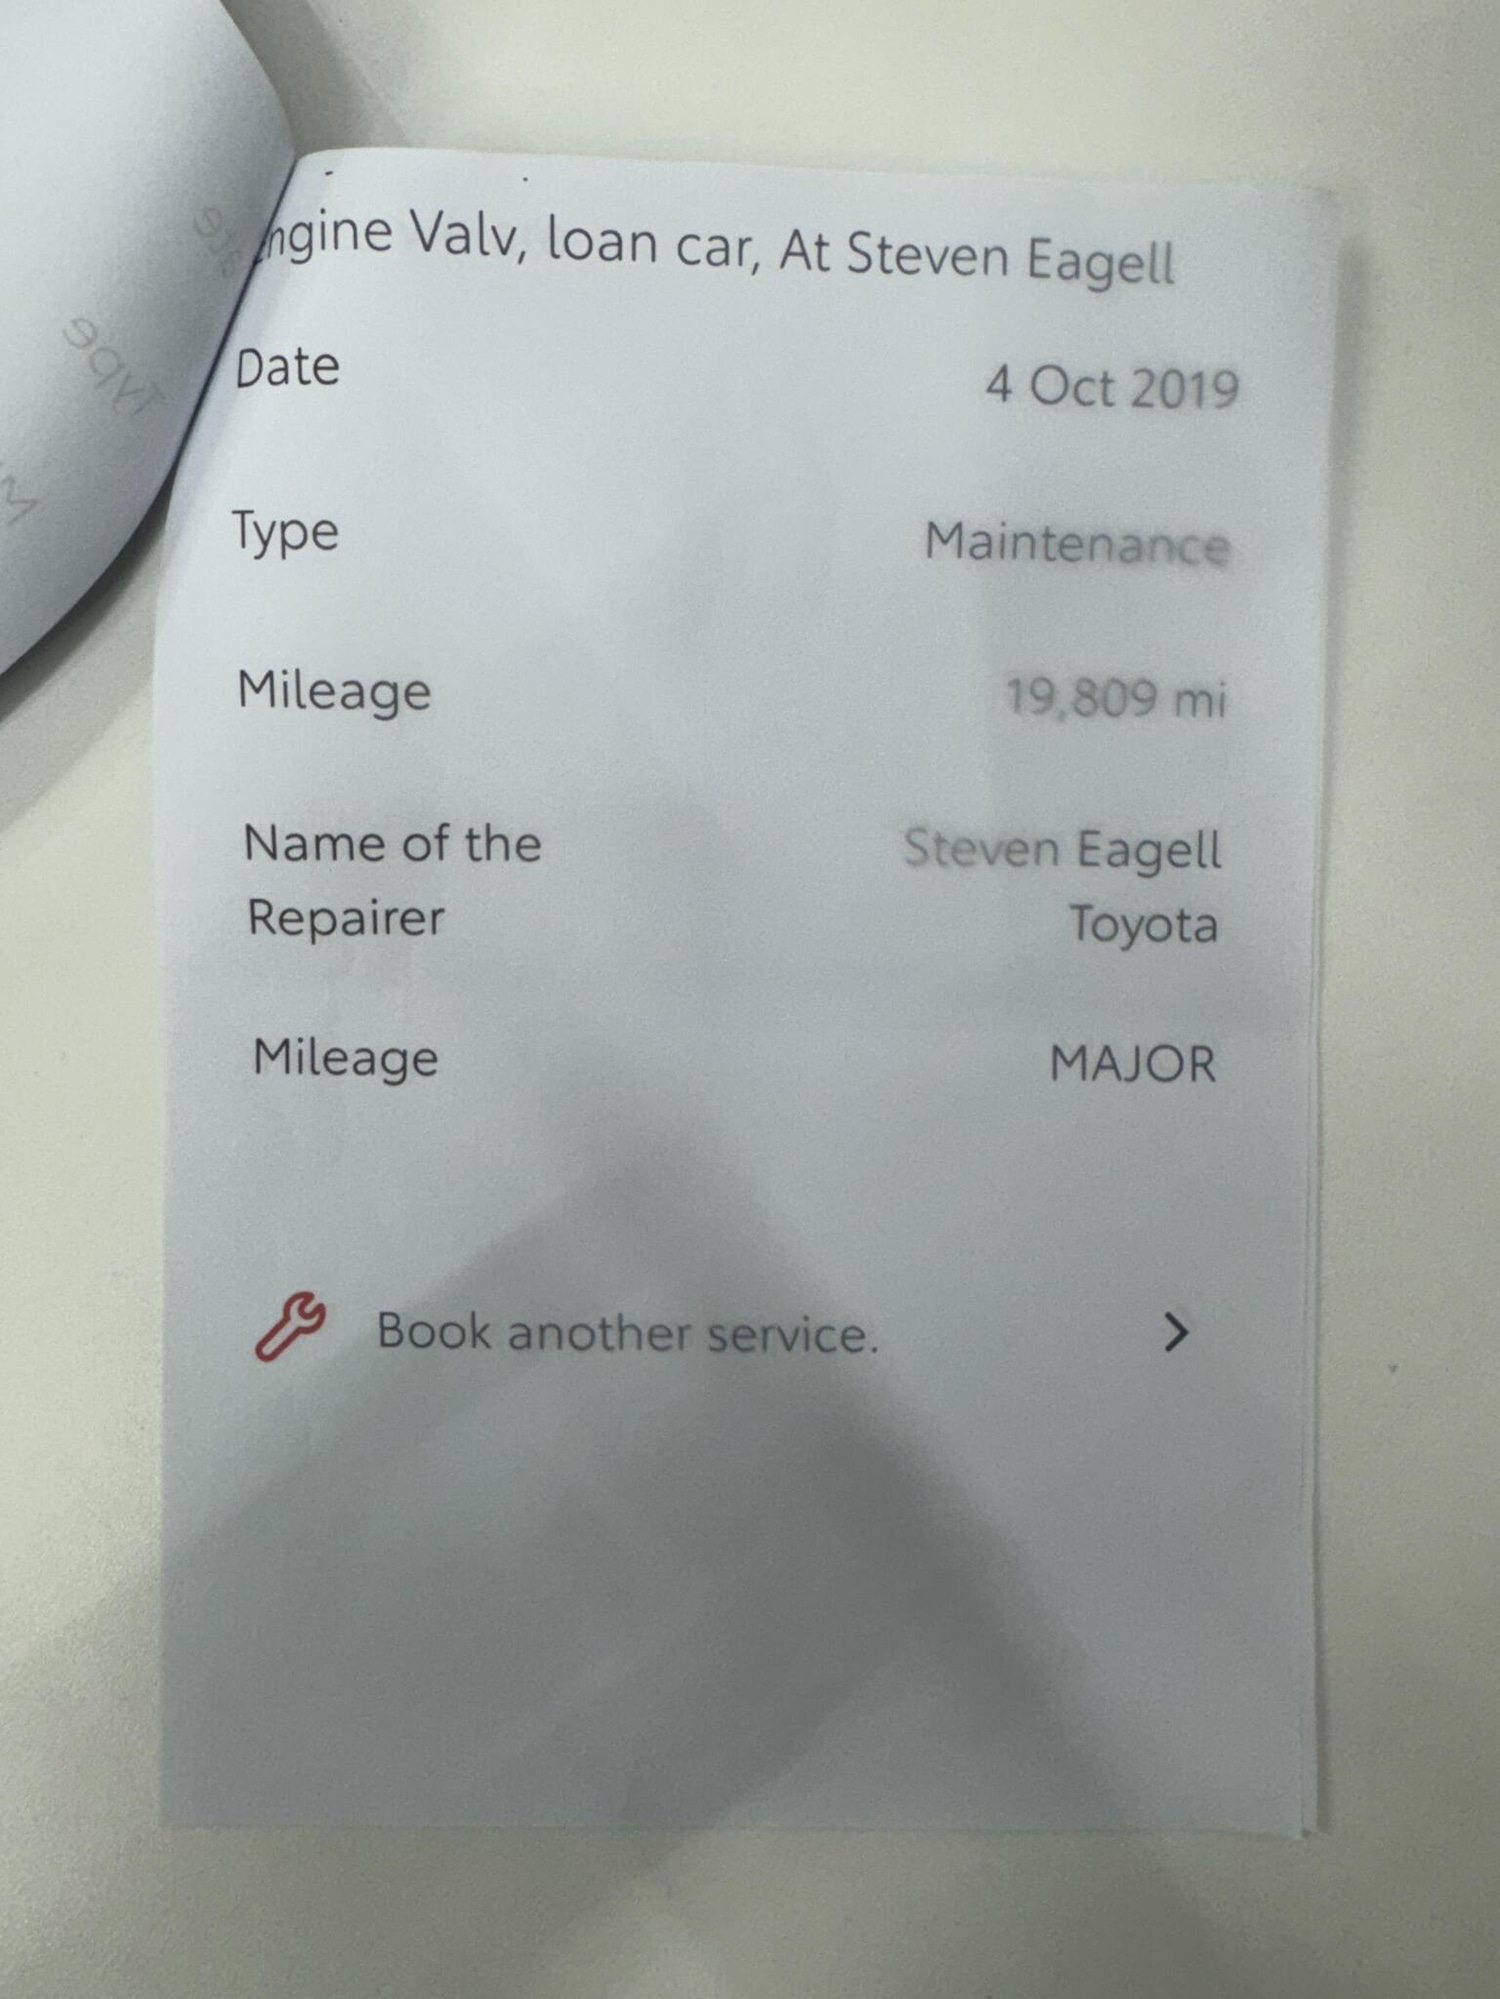 ngine Valv, loan car, At Steven Eagell
Date 4 Oct 2019
Type Maintenance
Mileage 19,809 mi
Name of the Steven Eagell
Repairer Toyota
Mileage MAJOR
Book another service.
Type